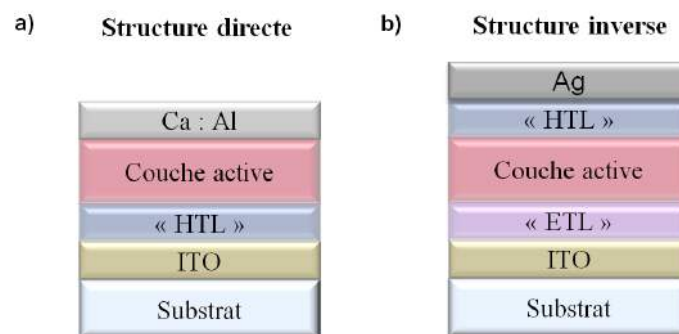 a)
Structure directe
Ca : Al
Couche active
« HTL »
ITO
Substrat
b)
Structure inverse
Ag
« HTL »
Couche active
« ETL »
ITO
Substrat